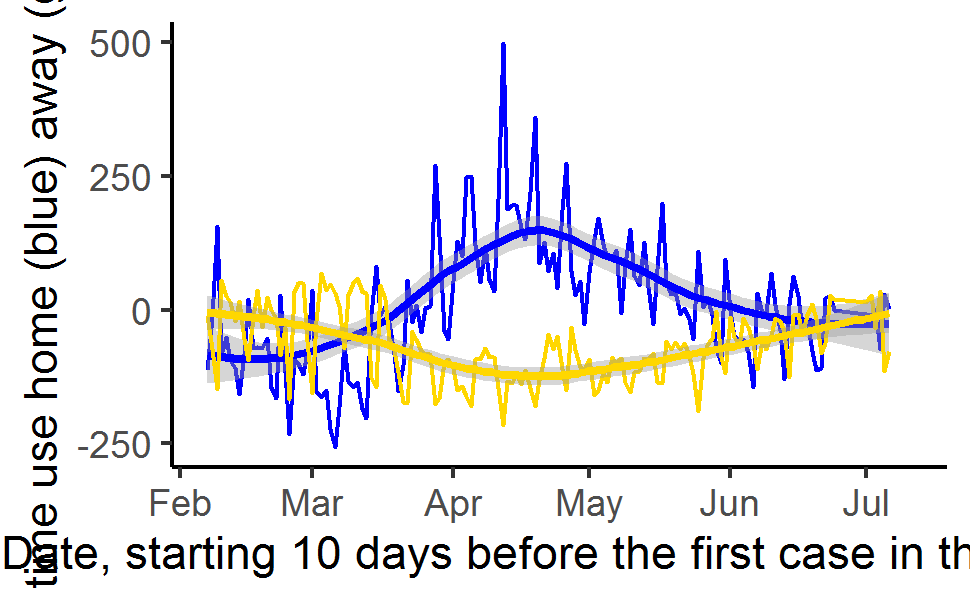 time use home (blue) away (
500
250
0
-250
Feb Mar Apr May Jun Jul
Date, starting 10 days before the first case in th